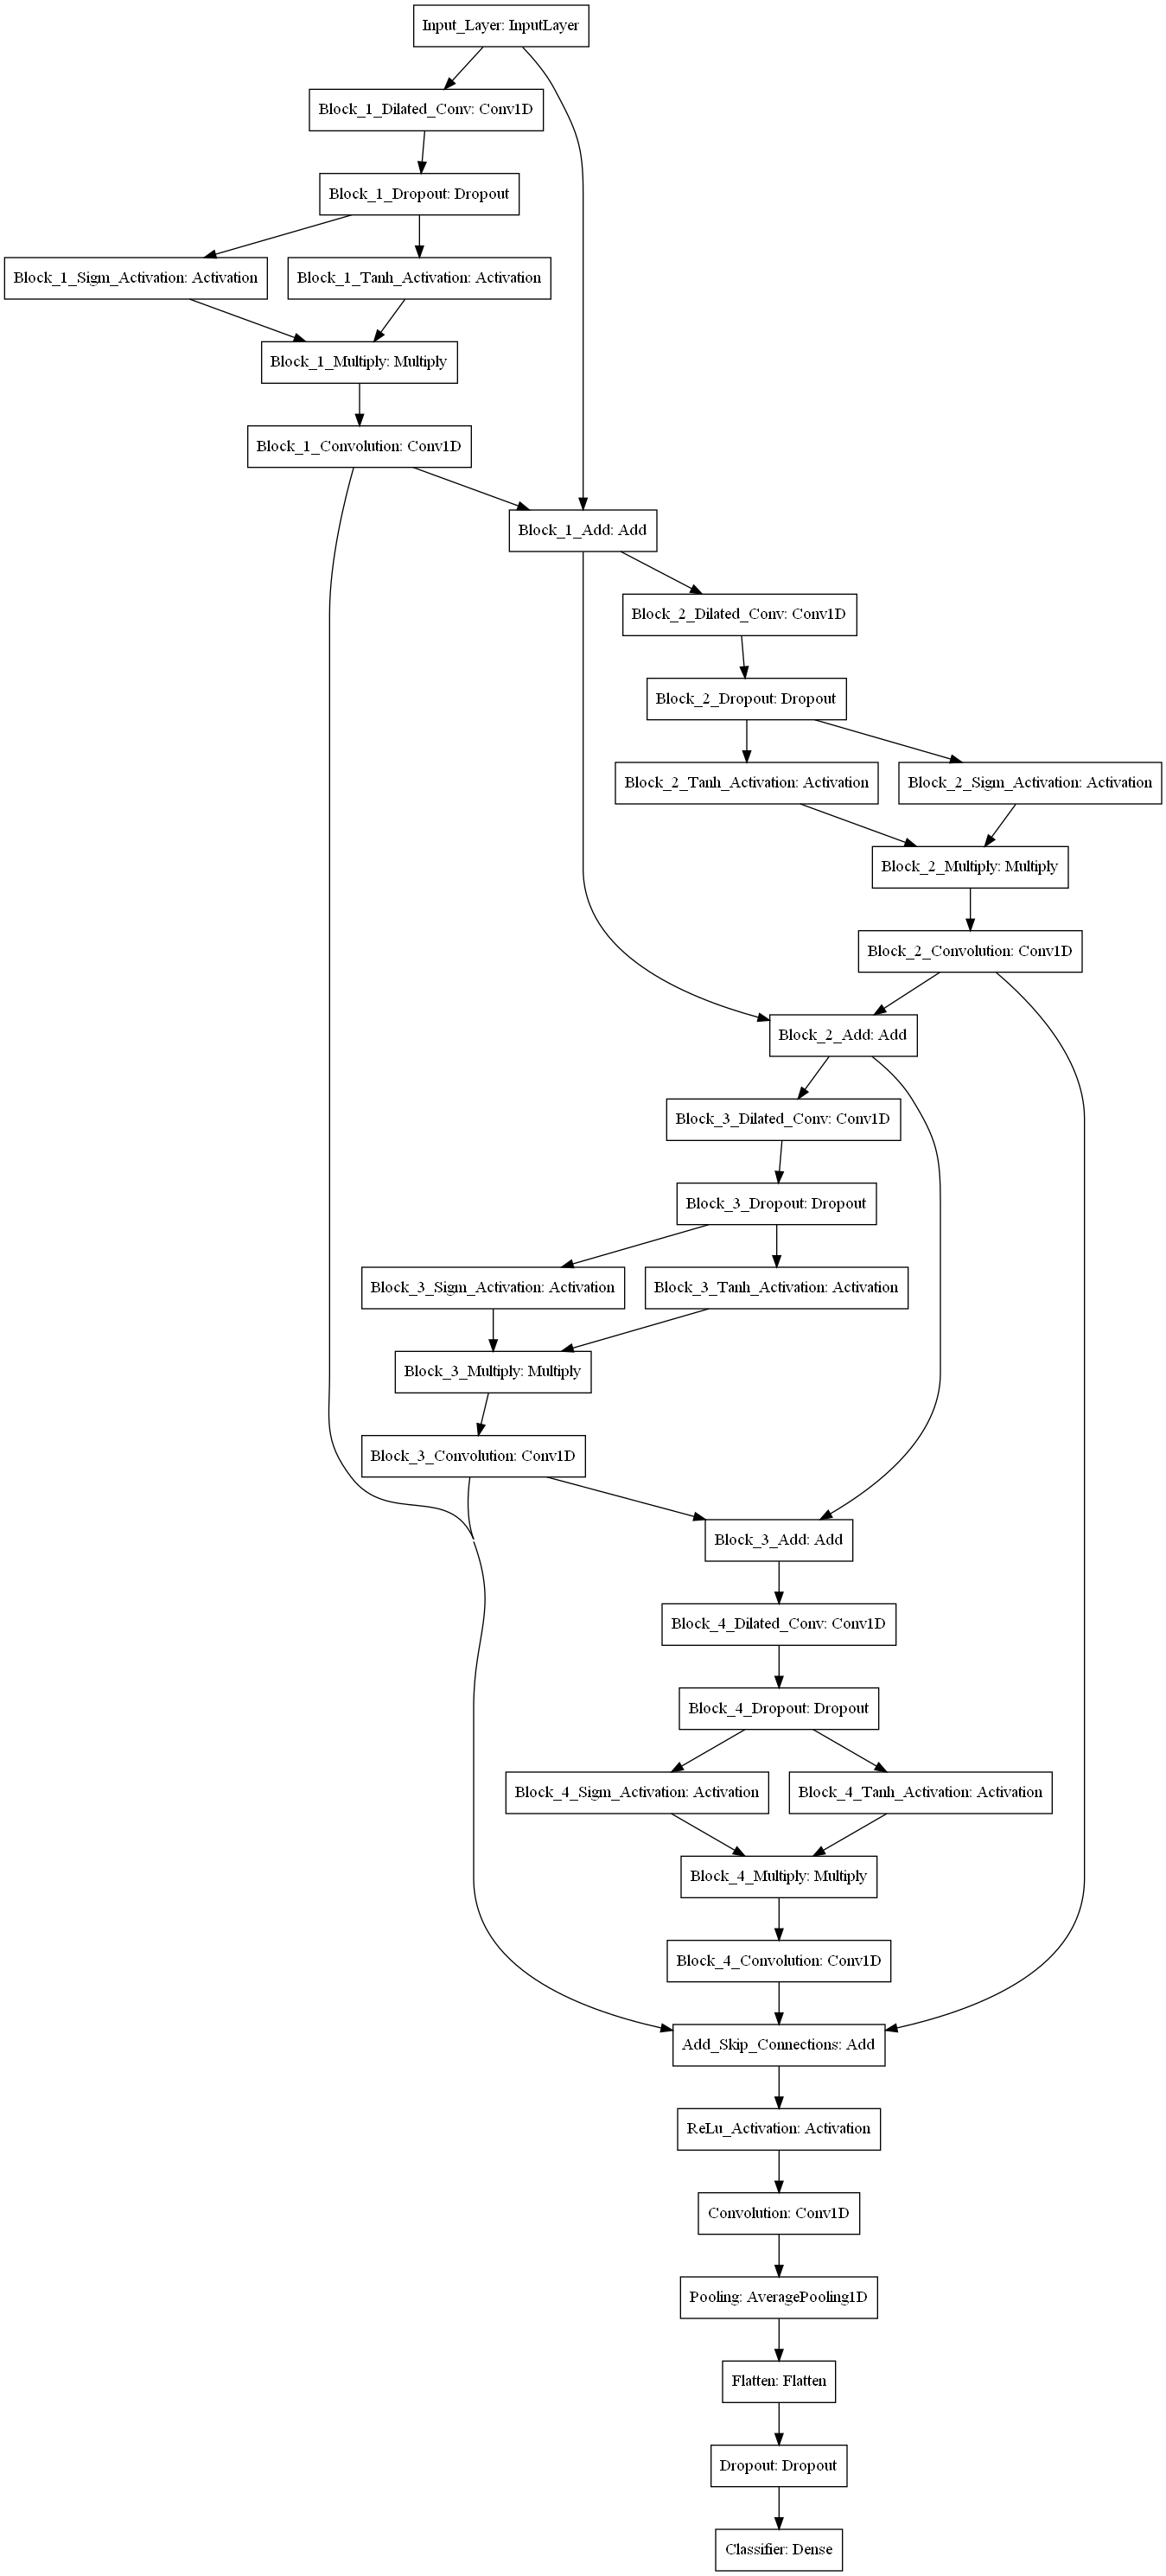 Input_Layer: InputLayer
Block_1_Dilated_Conv: Conv1D
Block_1_Dropout: Dropout
Block_1_Sigm_Activation: Activation
Block_1_Tanh_Activation: Activation
Block_1_Multiply: Multiply
Block_1_Convolution: Conv1D
Block_1_Add: Add
Block_2_Dilated_Conv: Conv1D
Block_2_Dropout: Dropout
Block_2_Tanh_Activation: Activation
Block_2_Sigm_Activation: Activation
Block_2_Multiply: Multiply
Block_2_Convolution: Conv1D
Block_2_Add: Add
Block_3_Dilated_Conv: Conv1D
Block_3_Dropout: Dropout
Block_3_Sigm_Activation: Activation
Block_3_Tanh_Activation: Activation
Block_3_Multiply: Multiply
Block_3_Convolution: Conv1D
Block_3_Add: Add
Block_4_Dilated_Conv: Conv1D
Block_4_Dropout: Dropout
Block_4_Sigm_Activation: Activation
Block_4_Tanh_Activation: Activation
Block_4_Multiply: Multiply
Block_4_Convolution: Conv1D
Add_Skip_Connections: Add
ReLu_Activation: Activation
Convolution: Conv1D
Pooling: AveragePooling1D
Flatten: Flatten
Dropout: Dropout
Classifier: Dense